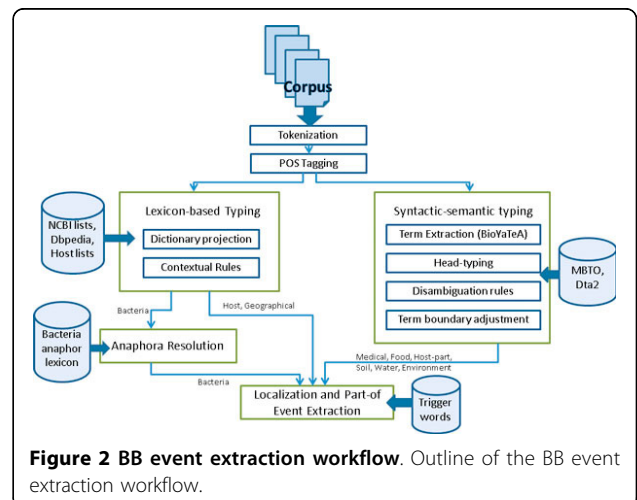 Corpus
Tokenization
POS Tagging
Lexicon-based Typing
Dictionary projection
Contextual Rules
NCBI lists,
Dbpedia,
Host lists
Syntactic-semantic typing
Term Extraction (BioYaTeA)
Head-typing
Disambiguation rules
Term boundary adjustment
MBTO,
Dta2
Bacteria
Host, Geographical
Bacteria
anaphor
lexicon
Anaphora Resolution
Medical, Food, Host-part,
Soil, Water, Environment
Bacteria
Localization and Part-of
Event Extraction
Trigger
words
Figure 2 BB event extraction workflow. Outline of the BB event
extraction workflow.